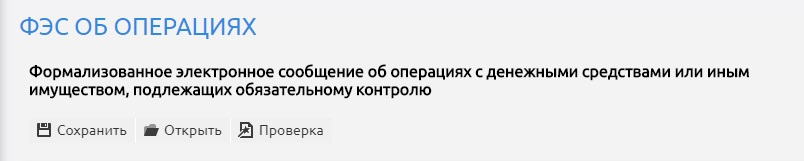 ФЭС ОБ ОПЕРАЦИЯХ
Формализованное электронное сообщение об операциях с денежными средствами или иным
имуществом, подлежащих обязательному контролю
Сохранить Открыть Проверка